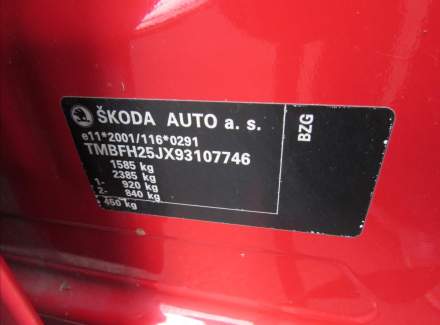 ŠKODA AUTO a. s.
e11*2001/116*0291
TMBFH25JX93107746
1585 kg
2385 kg
1- 920 kg
2- 840 kg
450 kg
BZG